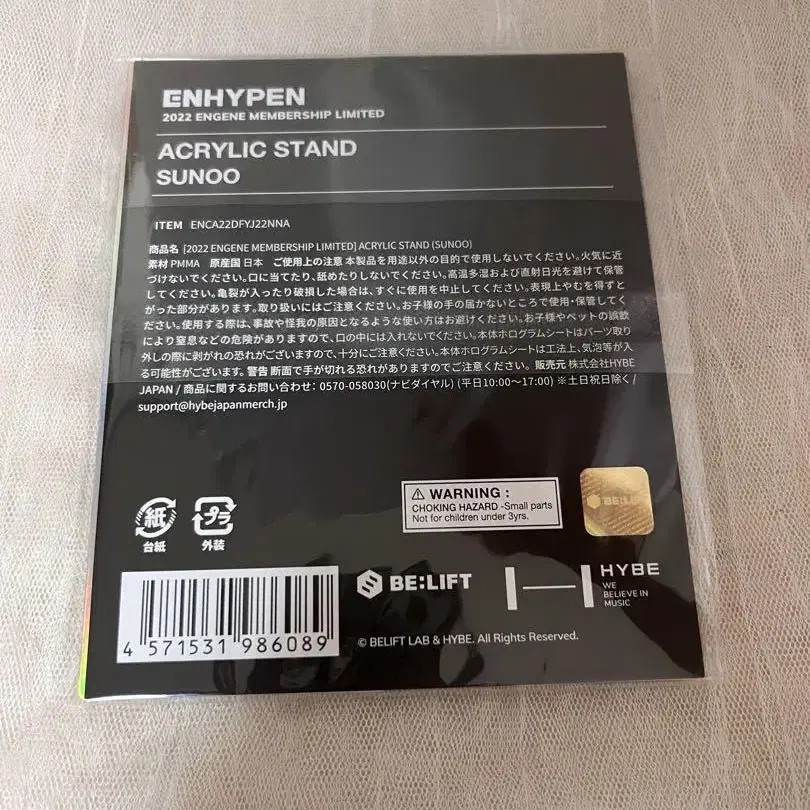 ENHYPEN
2022 ENGENE MEMBERSHIP LIMITED
ACRYLIC STAND
SUNOO
ITEM ENCA22DFYJ22NNA
商品名 [2022 ENGENE MEMBERSHIP LIMITED] ACRYLIC STAND (SUNOO)
素材 PMMA 原産国 日本 ご使用上の注意 本製品を用途以外の目的で使用しないでください。火気に近
づけないでください。口に当てたり、舐めたりしないでください。高温多湿および直射日光を避けて保管
してください。亀裂が入ったり破損した場合は、すぐに使用を中止してください。表現上やむを得ずと
がった部分があります。取り扱いにはご注意ください。お子様の手の届かないところで使用・保管してく
ださい。使用する際は、事故や怪我の原因となるような使い方はお避けください。お子様やペットの誤飲
により窒息などの危険がありますので、口の中には入れないでください。本体ホログラムシートはパーツ取り
外しの際に剥がれの恐れがございますので、十分にご注意ください。本体ホログラムシートは工法上、気泡等が入
る可能性がございます。警告 断面で手が切れる恐れがありますのでご注意ください。販売元 株式会社HYBE
JAPAN / 商品に関するお問い合わせ: 0570-058030(ナビダイヤル) (平日10:00〜17:00) ※土日祝日除く /
support@hybejapanmerch.jp
紙
台紙
プラ
外装
⚠ WARNING :
CHOKING HAZARD -Small parts
Not for children under 3yrs.
BE:LIFT
4 571531 986089
BE:LIFT
HYBE
WE
BELIEVE IN
MUSIC
© BELIFT LAB & HYBE. All Rights Reserved.